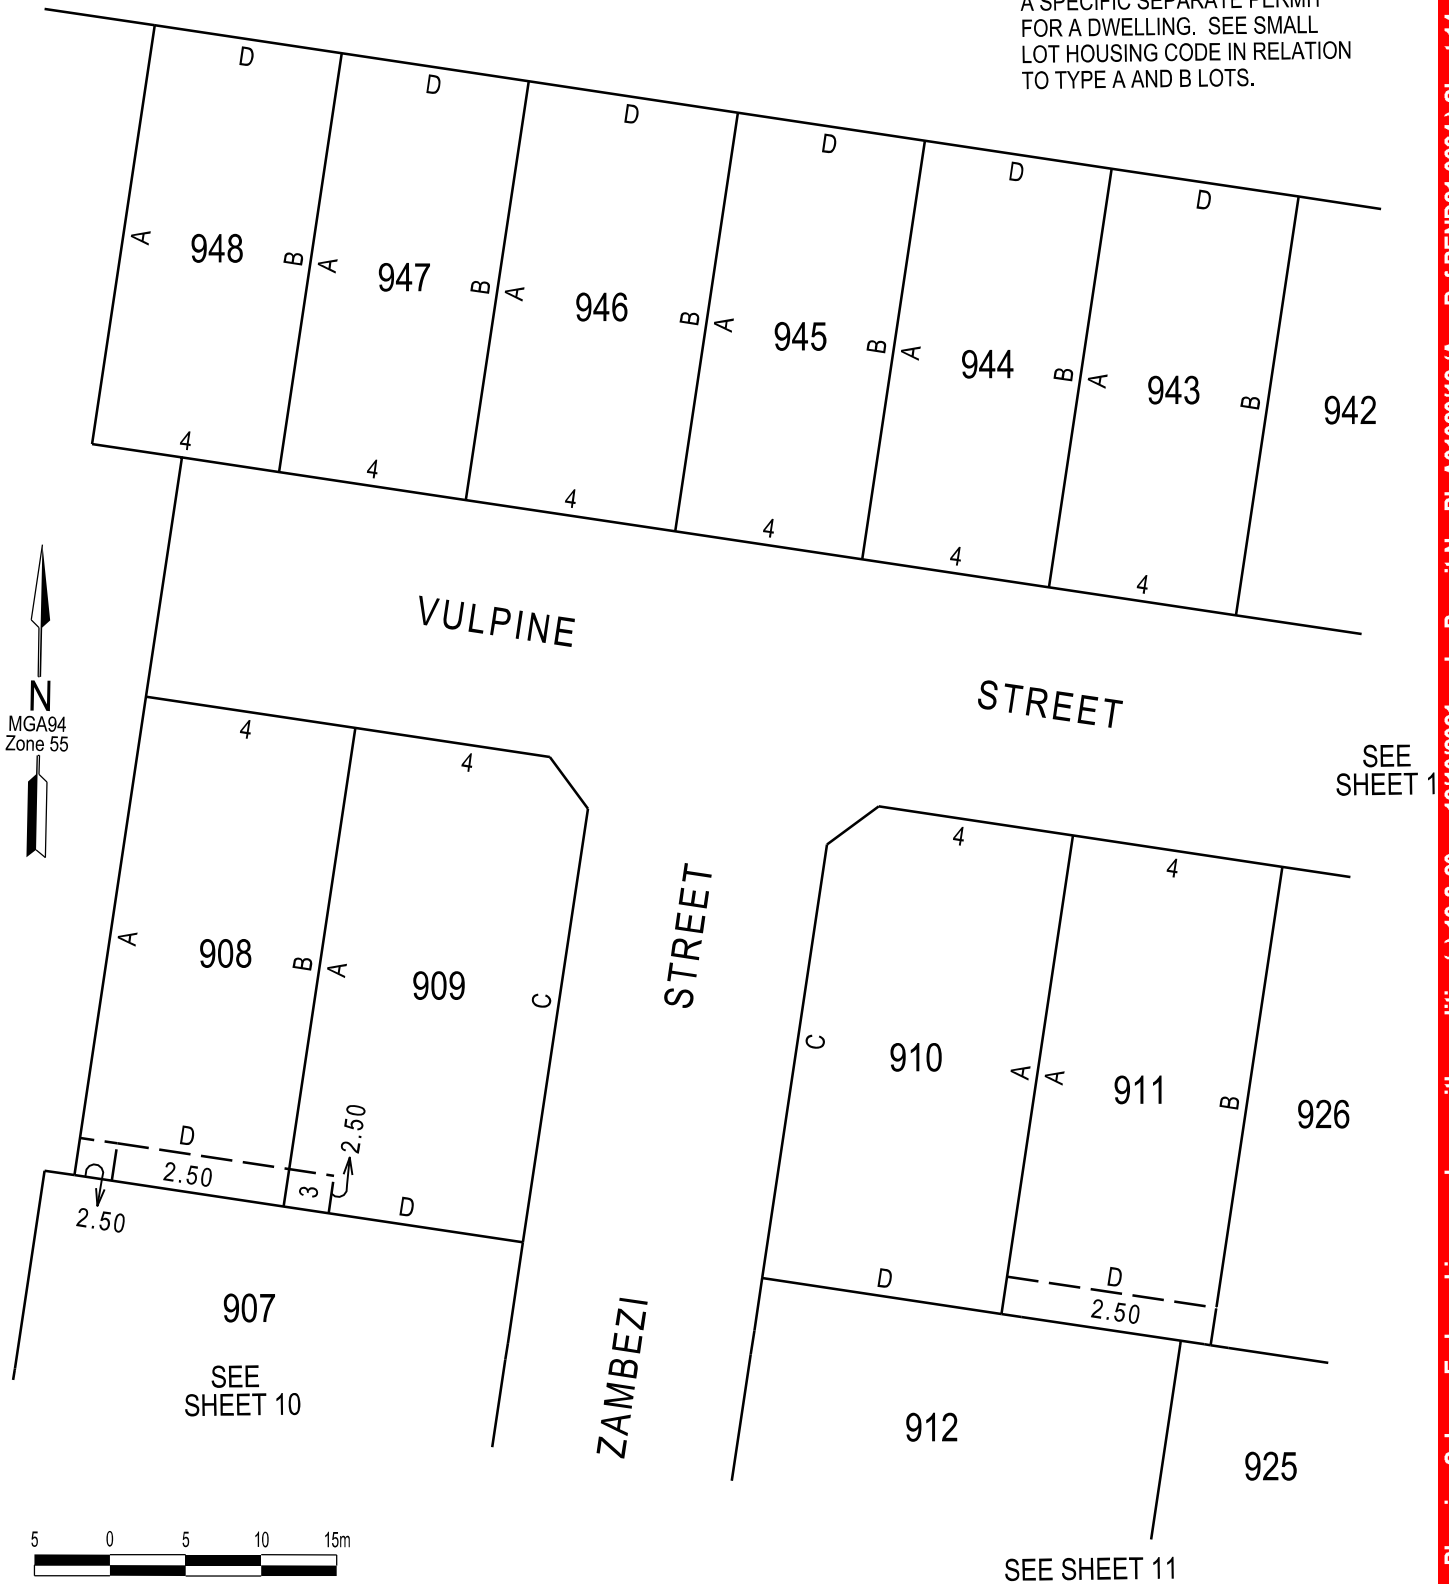 A SPECIFIC SEPARATE PERMIT
FOR A DWELLING. SEE SMALL
LOT HOUSING CODE IN RELATION
TO TYPE A AND B LOTS.
D
D
D
D
D
D
A
948
B
A
947
B
A
946
B
A
945
B
A
944
B
A
943
B
942
4
4
4
4
4
4
VULPINE
STREET
N
MGA94
Zone 55
SEE
SHEET 1
4
4
4
4
A
908
B
A
909
C
STREET
C
910
A
A
911
B
926
D
2.50
2.50
2.50
3
D
D
D
2.50
907
SEE
SHEET 10
ZAMBEZI
912
925
5 0 5 10 15m
SEE SHEET 11